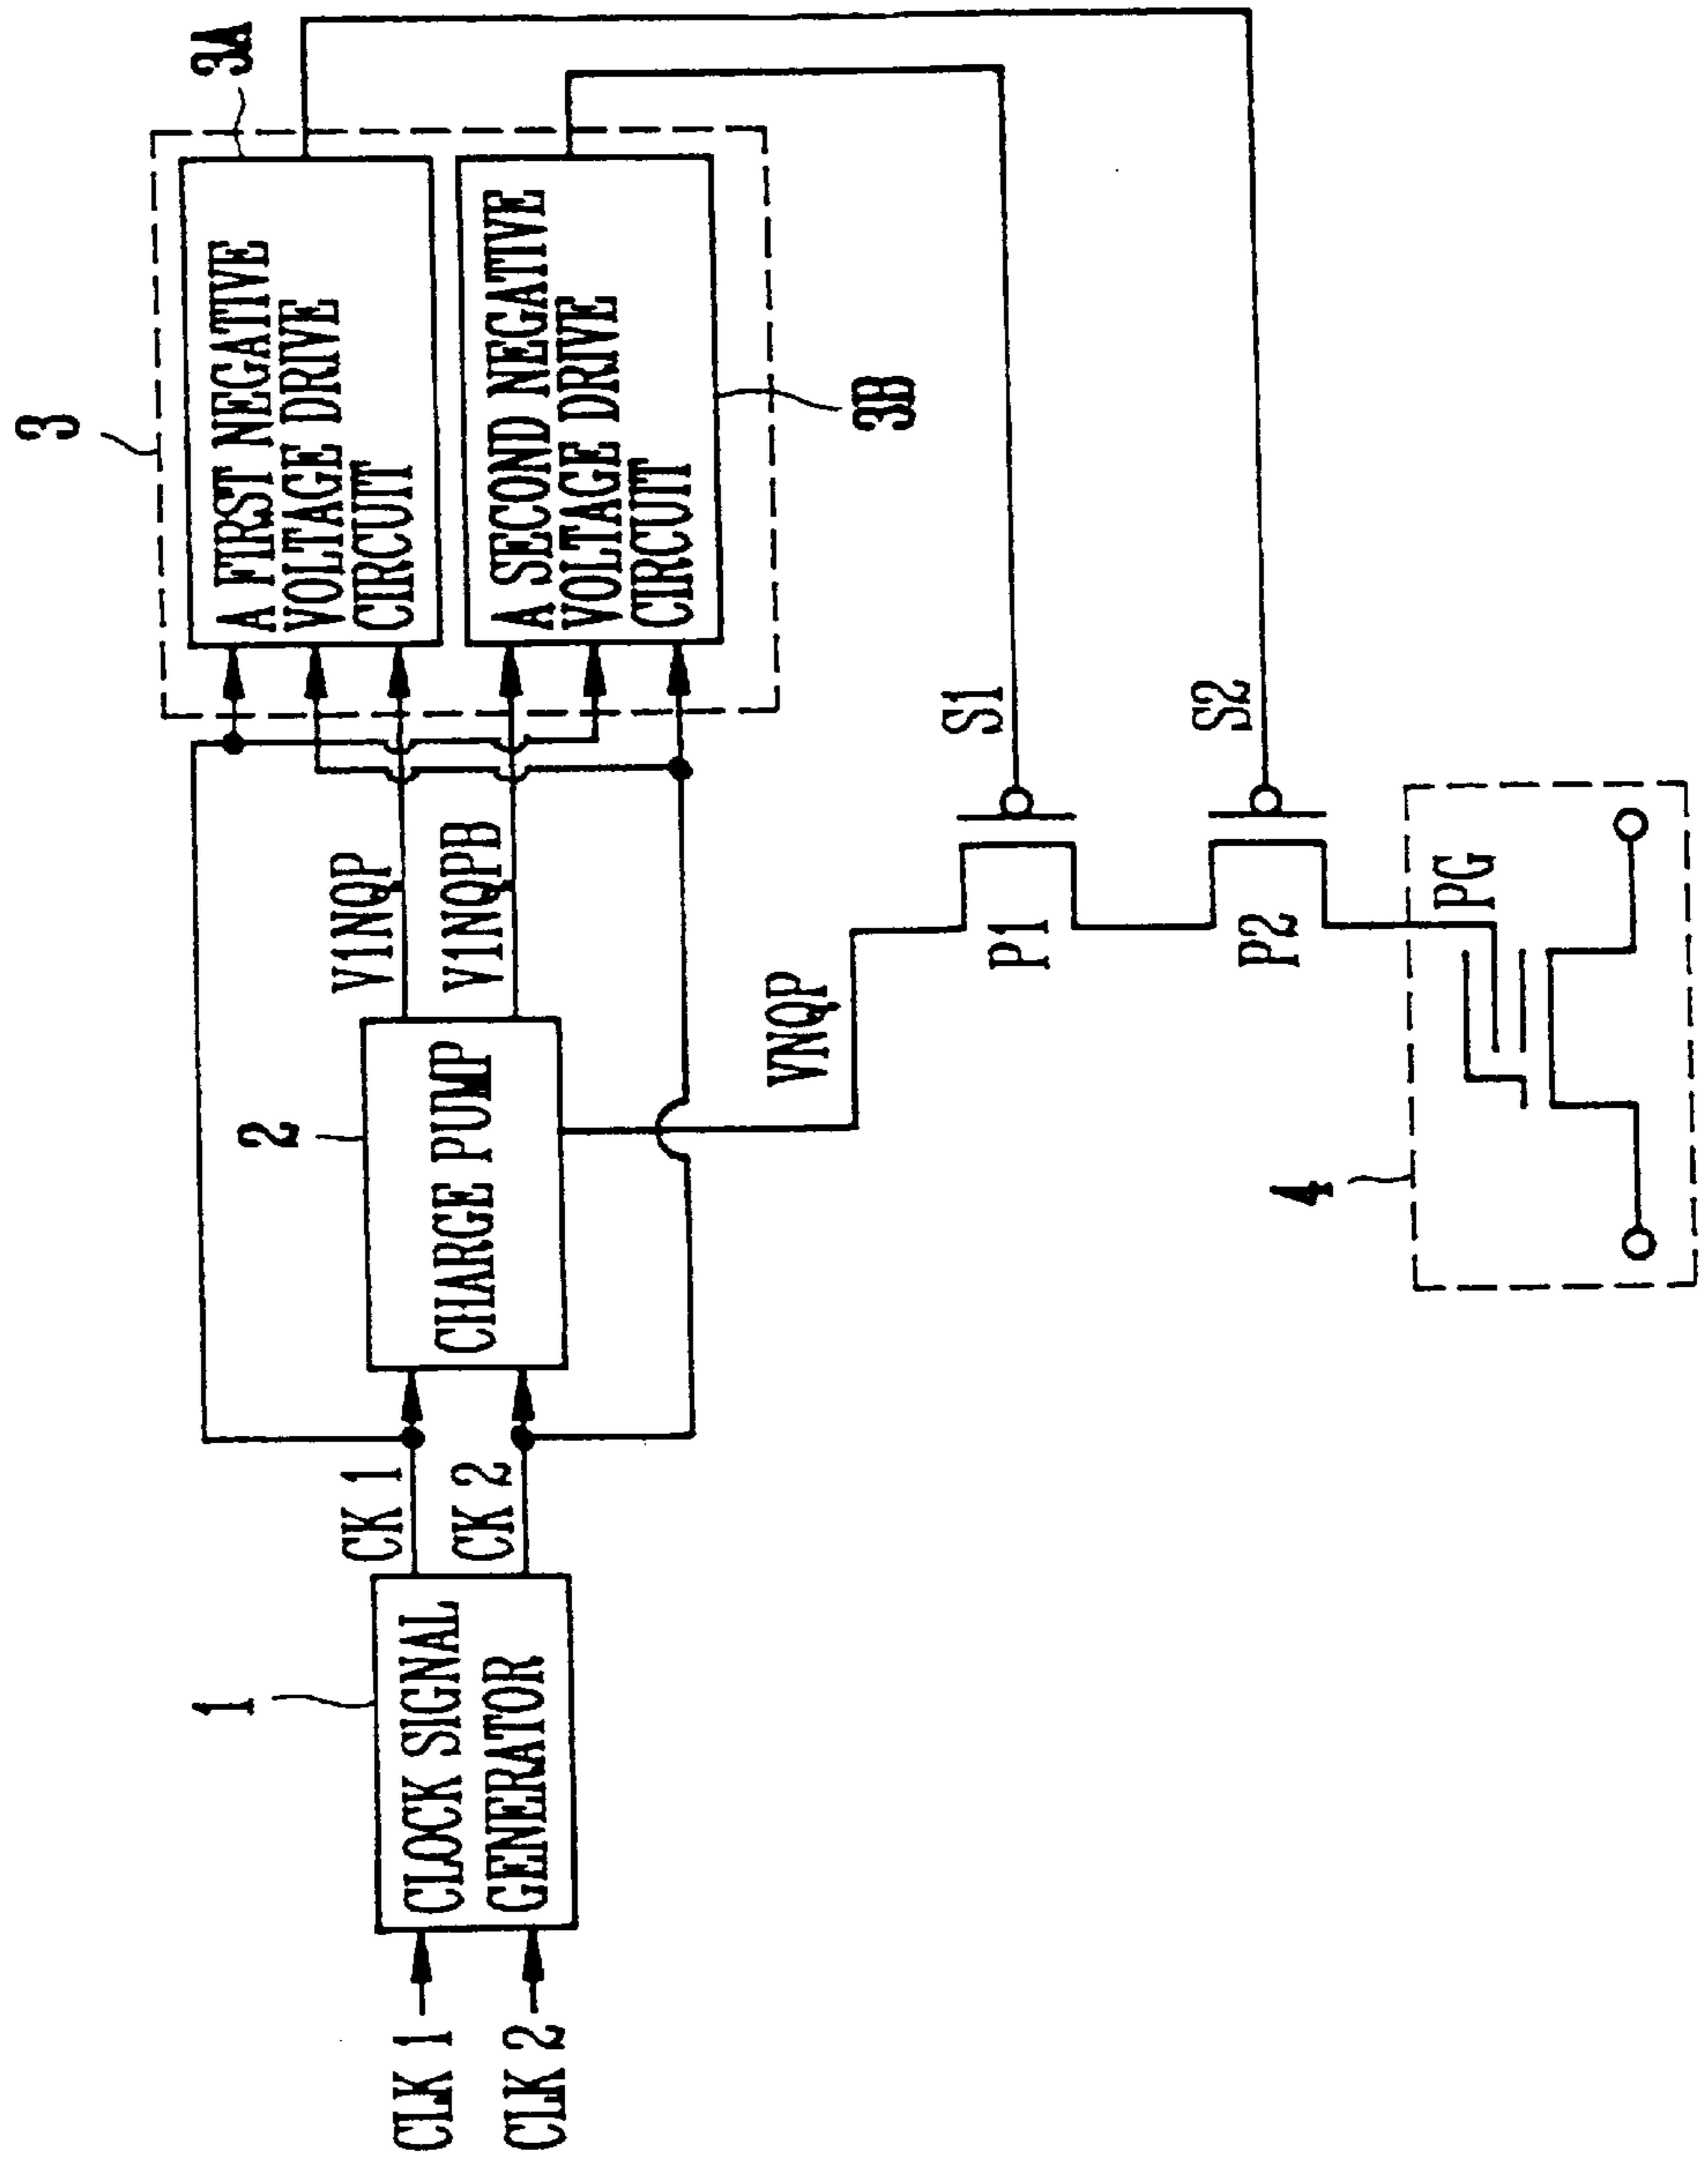 3
3A
A FIRST NEGATIVE
VOLTAGE DRIVE
CIRCUIT
A SECOND NEGATIVE
VOLTAGE DRIVE
CIRCUIT
3B
1
CLOCK SIGNAL
GENERATOR
CLK 1
CLK 2
CK 1
CK 2
2
CHARGE PUMP
V1NQP
V1NQPB
VNQP
S1
P1
S2
P2
4
PG